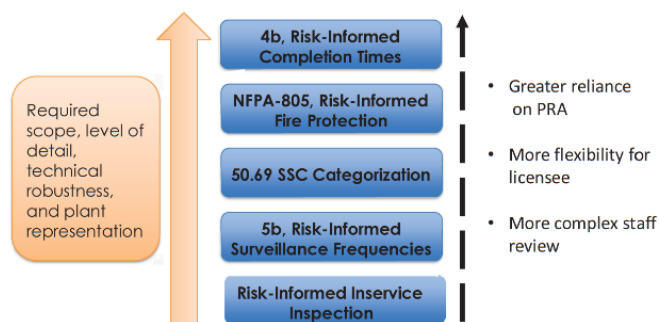 Required
scope, level of
detail,
technical
robustness,
and plant
representation
4b, Risk-Informed
Completion Times
NFPA-805, Risk-Informed
Fire Protection
50.69 SSC Categorization
5b, Risk-Informed
Surveillance Frequencies
Risk-Informed Inservice
Inspection
• Greater reliance
on PRA
• More flexibility for
licensee
• More complex staff
review